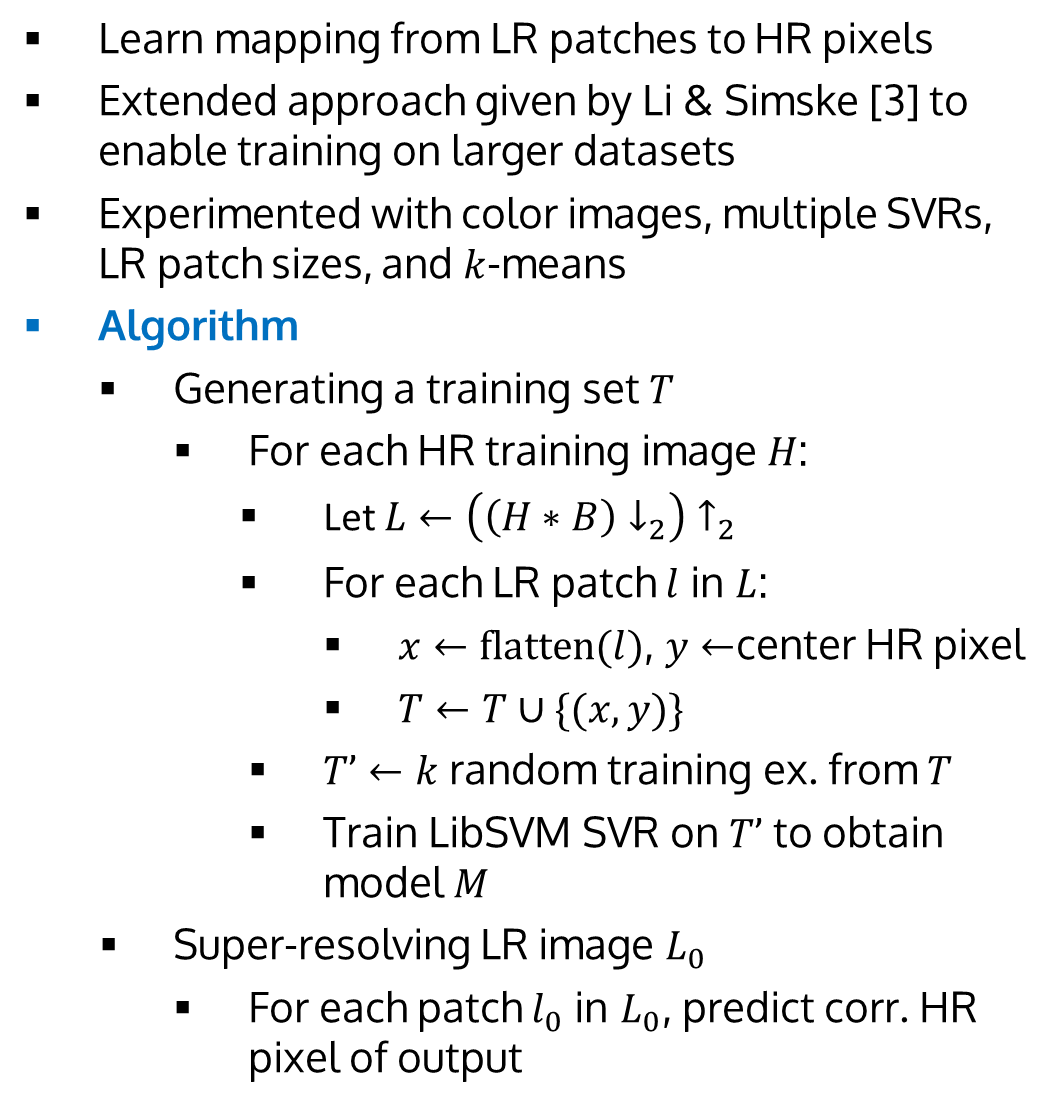 ▪ Learn mapping from LR patches to HR pixels
▪ Extended approach given by Li & Simske [3] to
enable training on larger datasets
▪ Experimented with color images, multiple SVRs,
LR patch sizes, and k-means
▪ Algorithm
▪ Generating a training set T
▪ For each HR training image H:
▪ Let L ← ((H ∗ B) ↓₂) ↑₂
▪ For each LR patch l in L:
▪ x ← flatten(l), y ←center HR pixel
▪ T ← T ∪ {(x, y)}
▪ T’ ← k random training ex. from T
▪ Train LibSVM SVR on T’ to obtain
model M
▪ Super-resolving LR image L₀
▪ For each patch l₀ in L₀, predict corr. HR
pixel of output